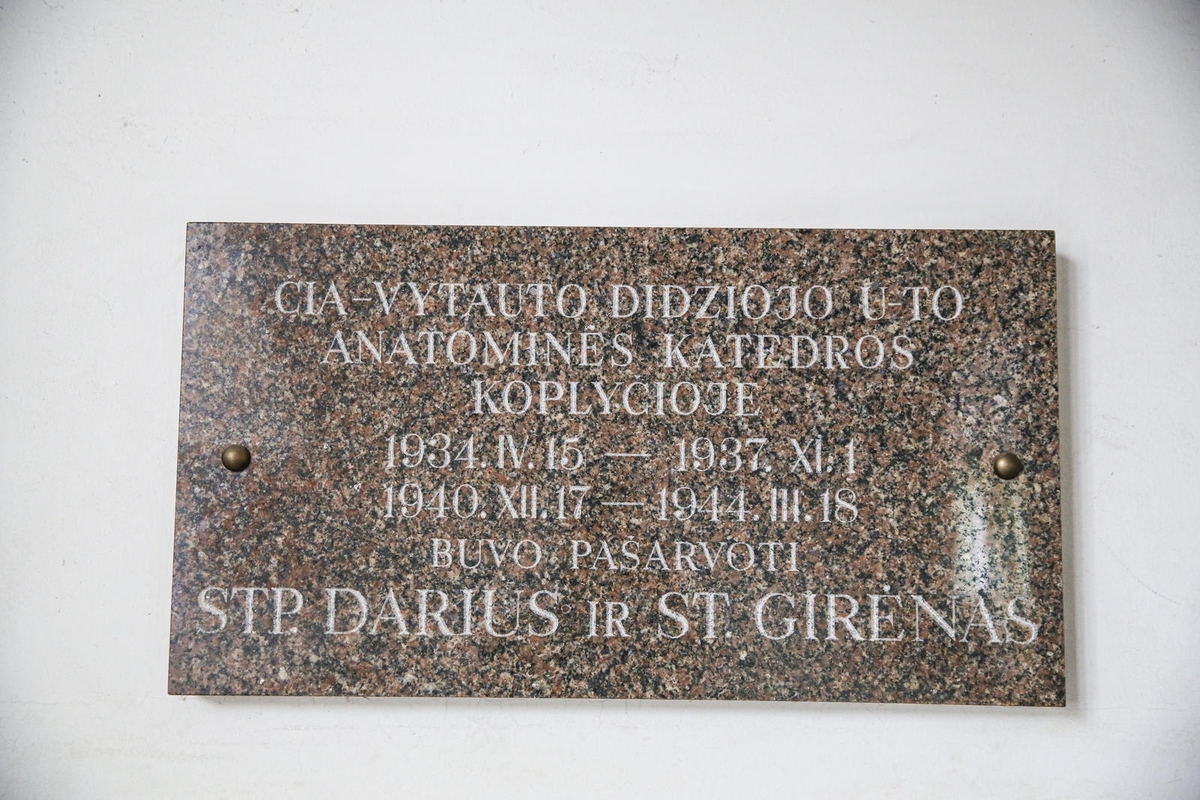 ČIA-VYTAUTO DIDŽIOJO U-TO
ANATOMINĖS KATEDROS
KOPLYČIOJE
1934.IV.15 — 1937.XI.1
1940.XII.17 — 1944.III.18
BUVO PAŠARVOTI
STP. DARIUS IR ST. GIRĖNAS